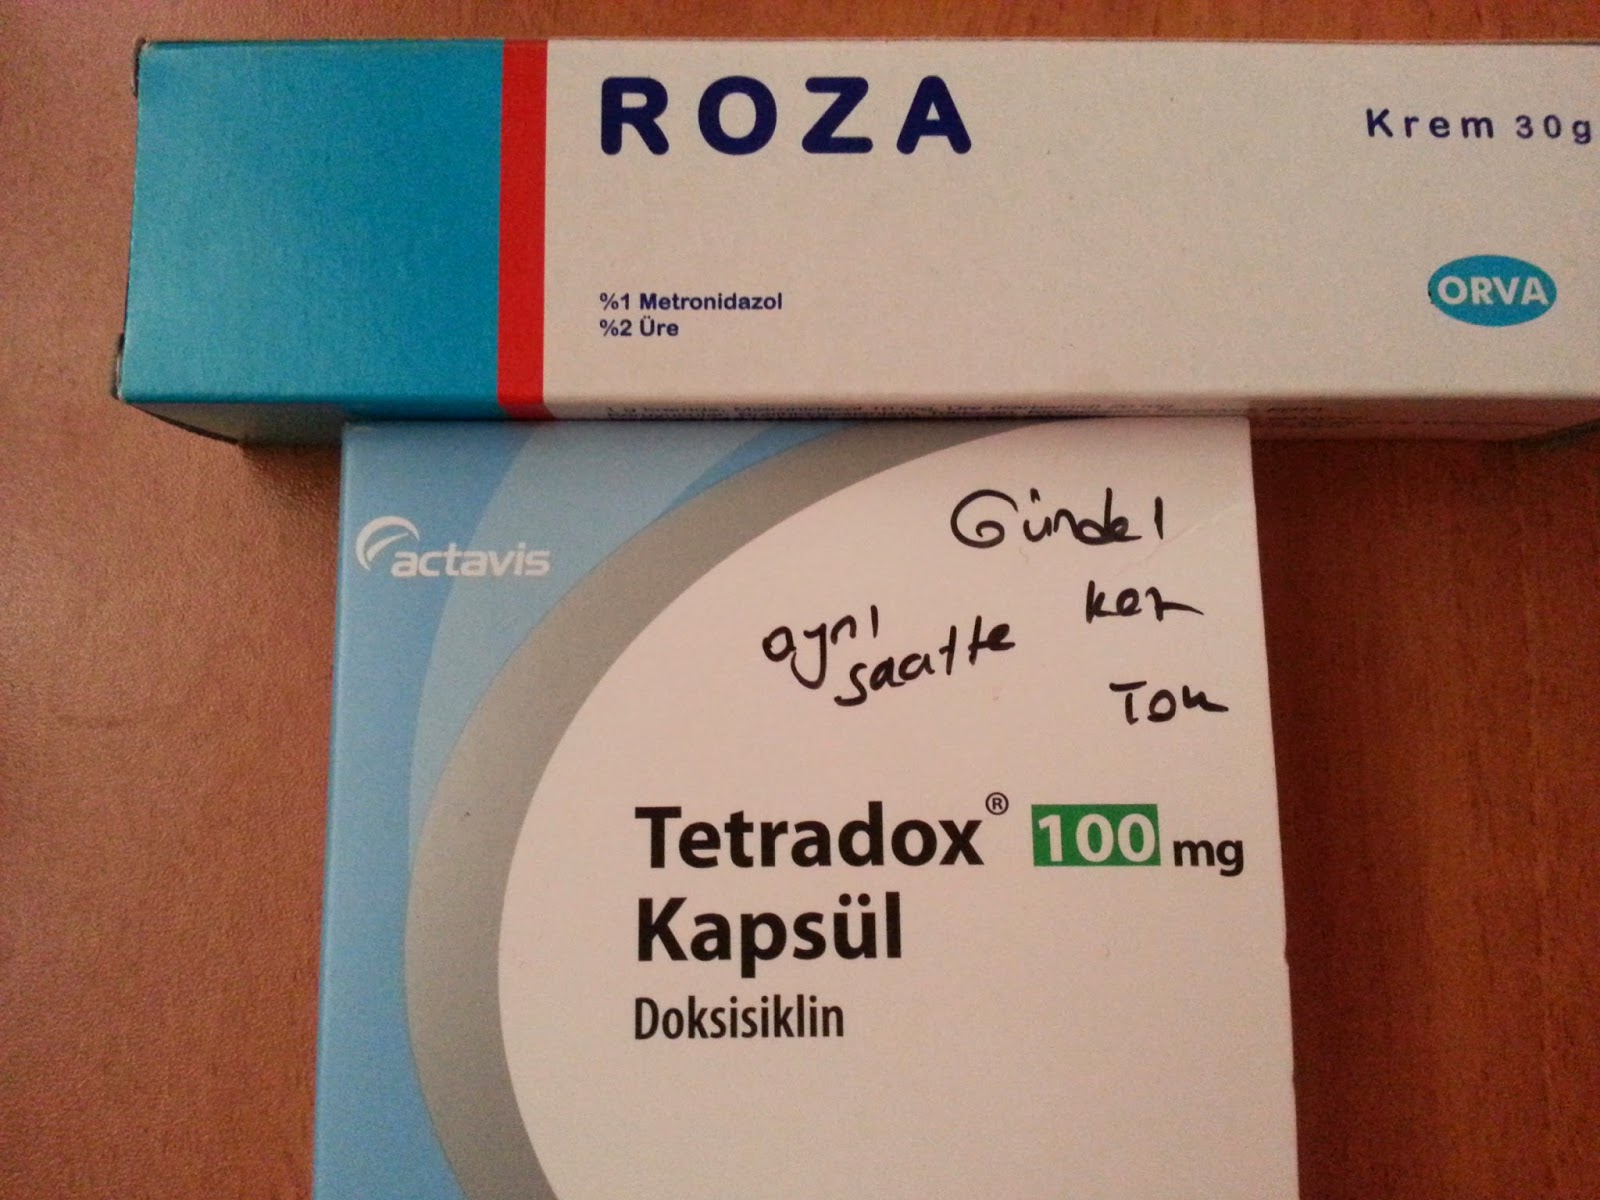 ROZA
Krem 30g
%1 Metronidazol
%2 Üre
ORVA
actavis
Günde 1
kez
Tok
aynı
saatte
Tetradox® 100 mg
Kapsül
Doksisiklin